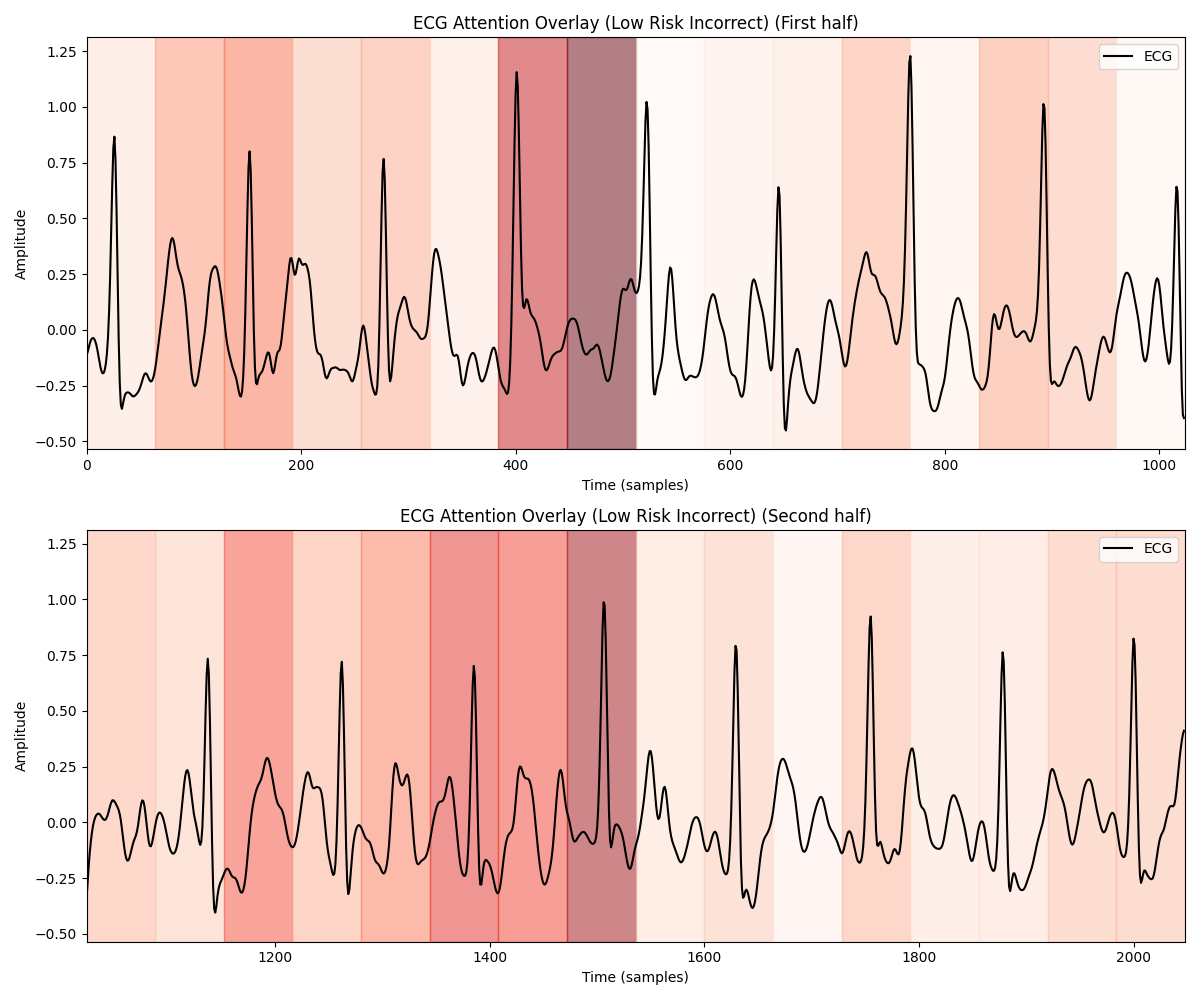 ECG Attention Overlay (Low Risk Incorrect) (First half)
ECG
Amplitude
1.25
1.00
0.75
0.50
0.25
0.00
−0.25
−0.50
0 200 400 600 800 1000
Time (samples)
ECG Attention Overlay (Low Risk Incorrect) (Second half)
ECG
Amplitude
1.25
1.00
0.75
0.50
0.25
0.00
−0.25
−0.50
1200 1400 1600 1800 2000
Time (samples)